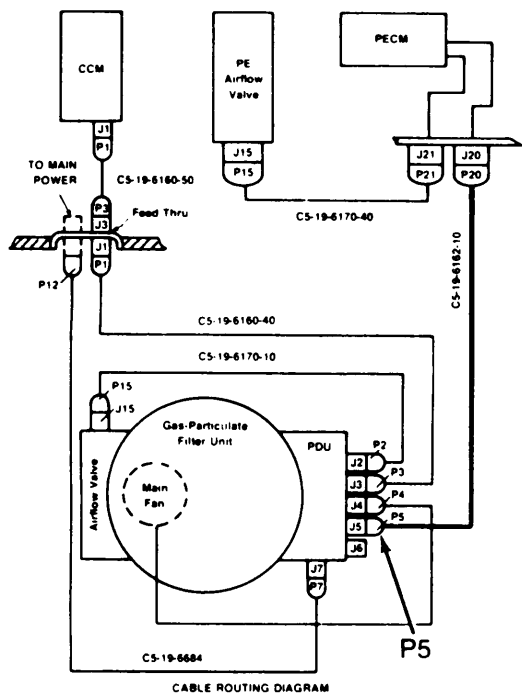 CCM
PE
Airflow
Valve
PECM
J1
P1
J15
P15
J21
P21
J20
P20
TO MAIN
POWER
C5-19-6160-50
Feed Thru
P3
J3
J1
P1
P12
C5-19-6170-40
C5-19-6162-10
C5-19-6160-40
C5-19-6170-10
P15
J15
Gas-Particulate
Filter Unit
PDU
Airflow Valve
Main
Fan
J2
P2
J3
P3
J4
P4
J5
P5
J6
J7
P7
P5
C5-19-6684
CABLE ROUTING DIAGRAM